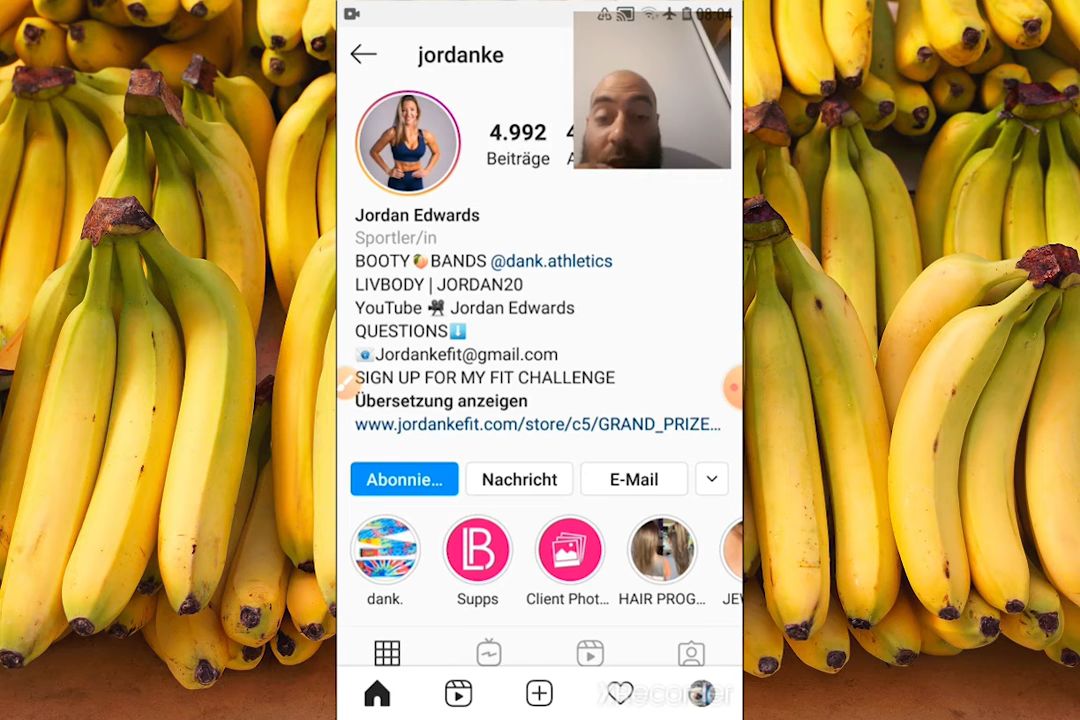 08:04
jordanke
4.992
Beiträge
Jordan Edwards
Sportler/in
BOOTY🍑BANDS @dank.athletics
LIVBODY | JORDAN20
YouTube 🎥 Jordan Edwards
QUESTIONS⬇️
📧Jordankefit@gmail.com
SIGN UP FOR MY FIT CHALLENGE
Übersetzung anzeigen
www.jordankefit.com/store/c5/GRAND_PRIZE...
Abonnie...
Nachricht
E-Mail
dank.
Supps
Client Phot...
HAIR PROG...
XRecorder